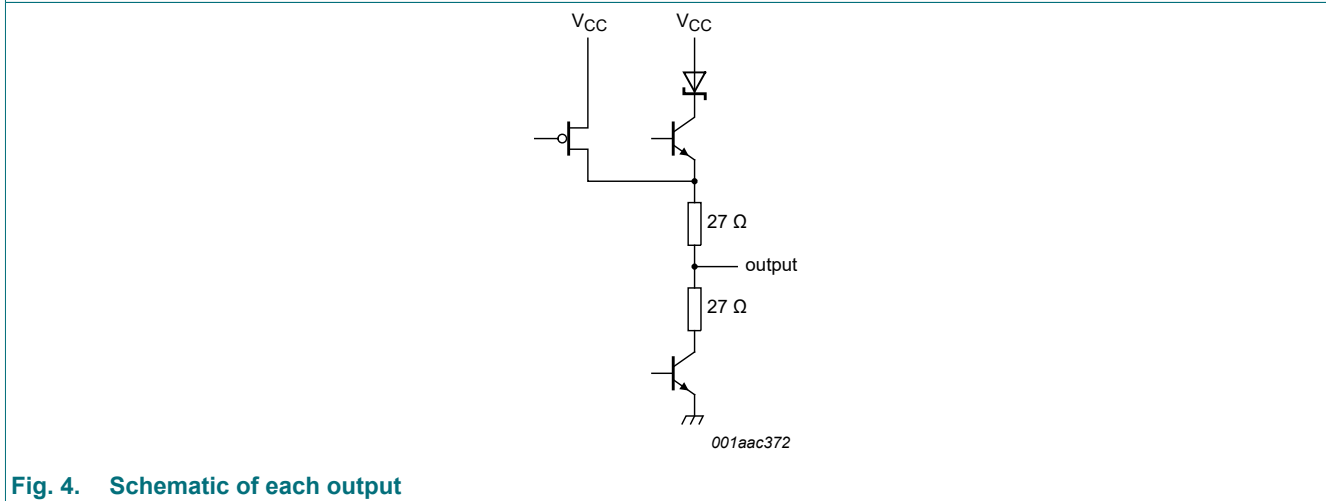 VCC VCC
27 Ω
output
27 Ω
001aac372
Fig. 4. Schematic of each output